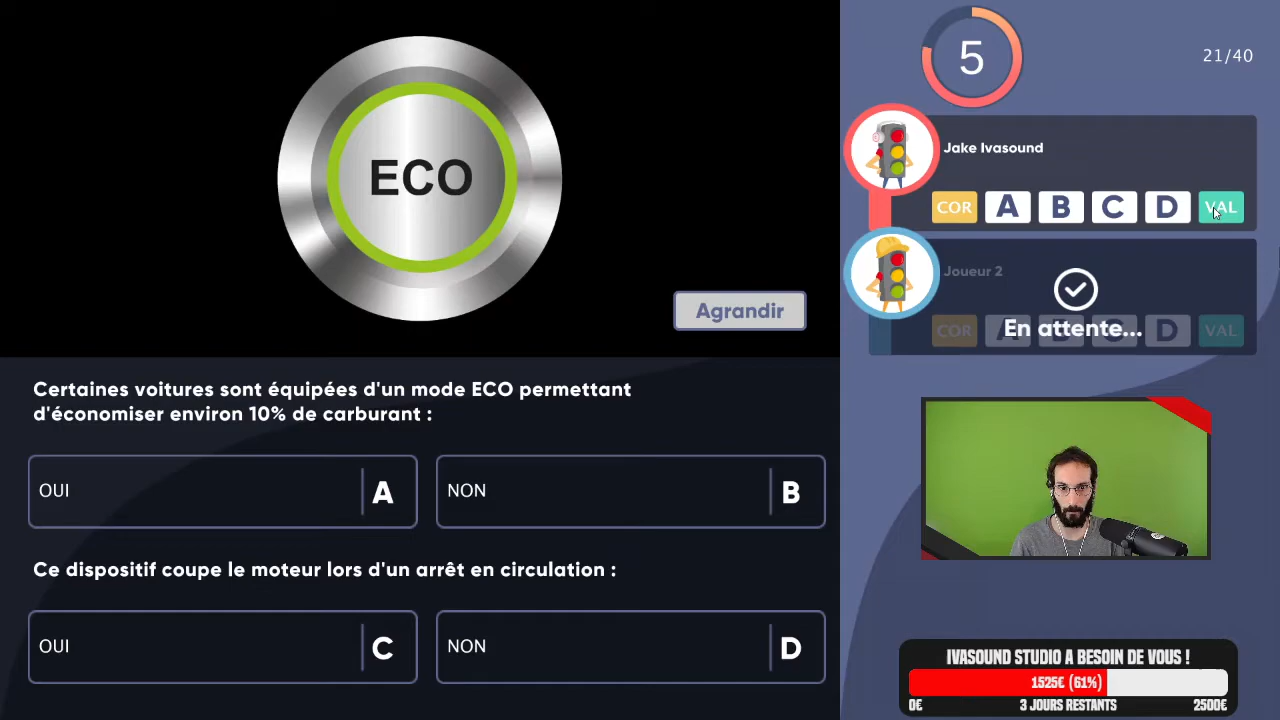 ECO
Agrandir
Certaines voitures sont équipées d'un mode ECO permettant
d'économiser environ 10% de carburant :
OUI A
NON B
Ce dispositif coupe le moteur lors d'un arrêt en circulation :
OUI C
NON D
5
21/40
Jake Ivasound
COR A B C D VAL
Joueur 2
En attente...
COR A B C D VAL
IVASOUND STUDIO A BESOIN DE VOUS !
1525€ (61%)
0€ 3 JOURS RESTANTS 2500€